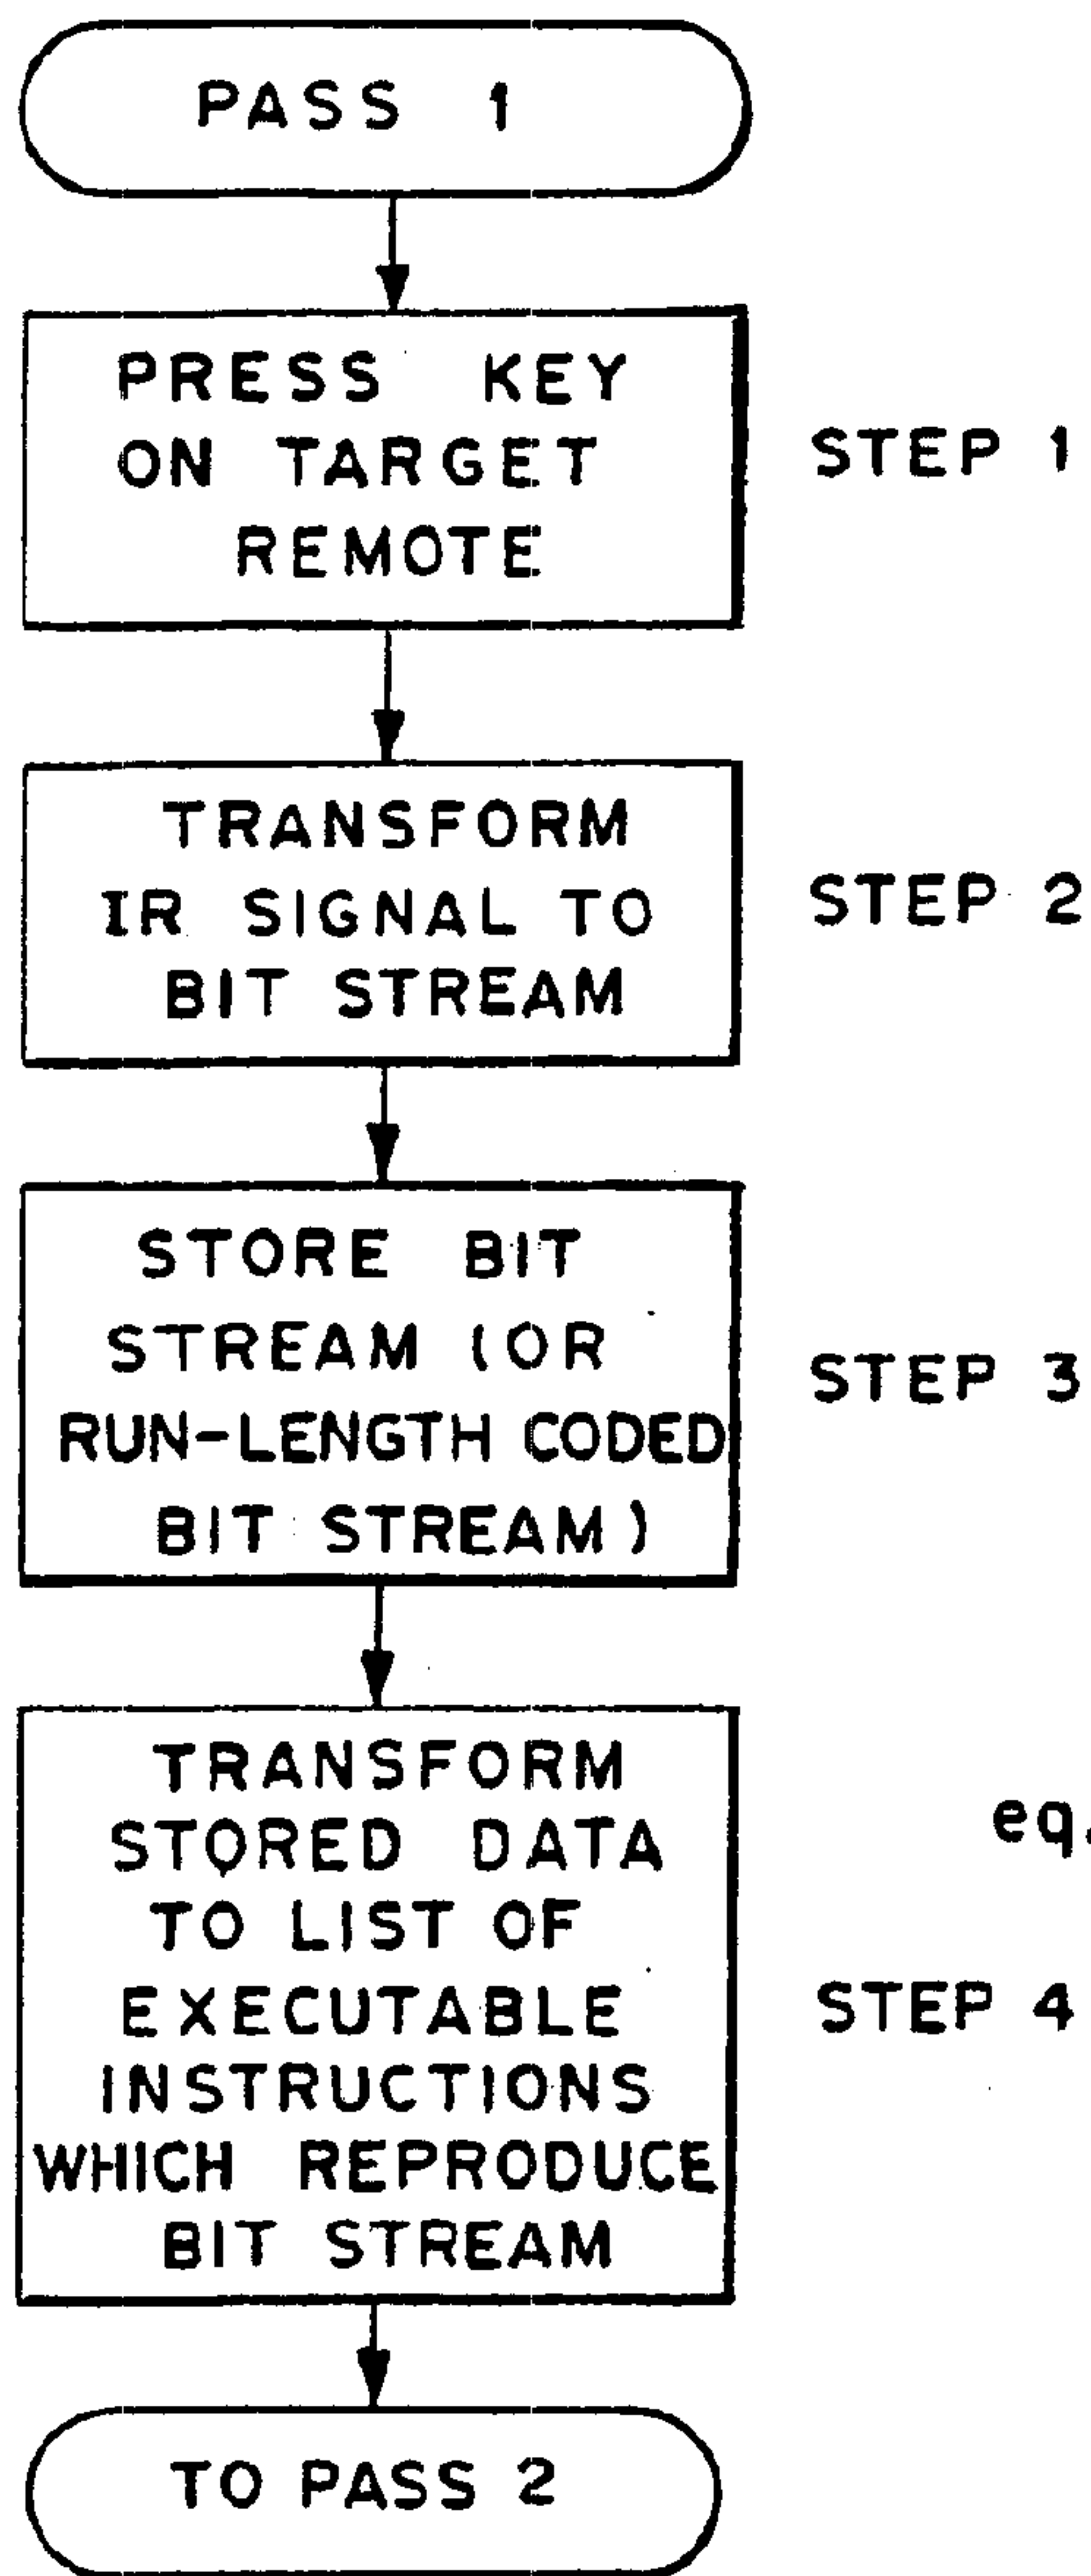 PASS 1
PRESS KEY
ON TARGET
REMOTE
STEP 1
TRANSFORM
IR SIGNAL TO
BIT STREAM
STEP 2
STORE BIT
STREAM (OR
RUN-LENGTH CODED
BIT STREAM)
STEP 3
TRANSFORM
STORED DATA
TO LIST OF
EXECUTABLE
INSTRUCTIONS
WHICH REPRODUCE
BIT STREAM
eq.
STEP 4
TO PASS 2